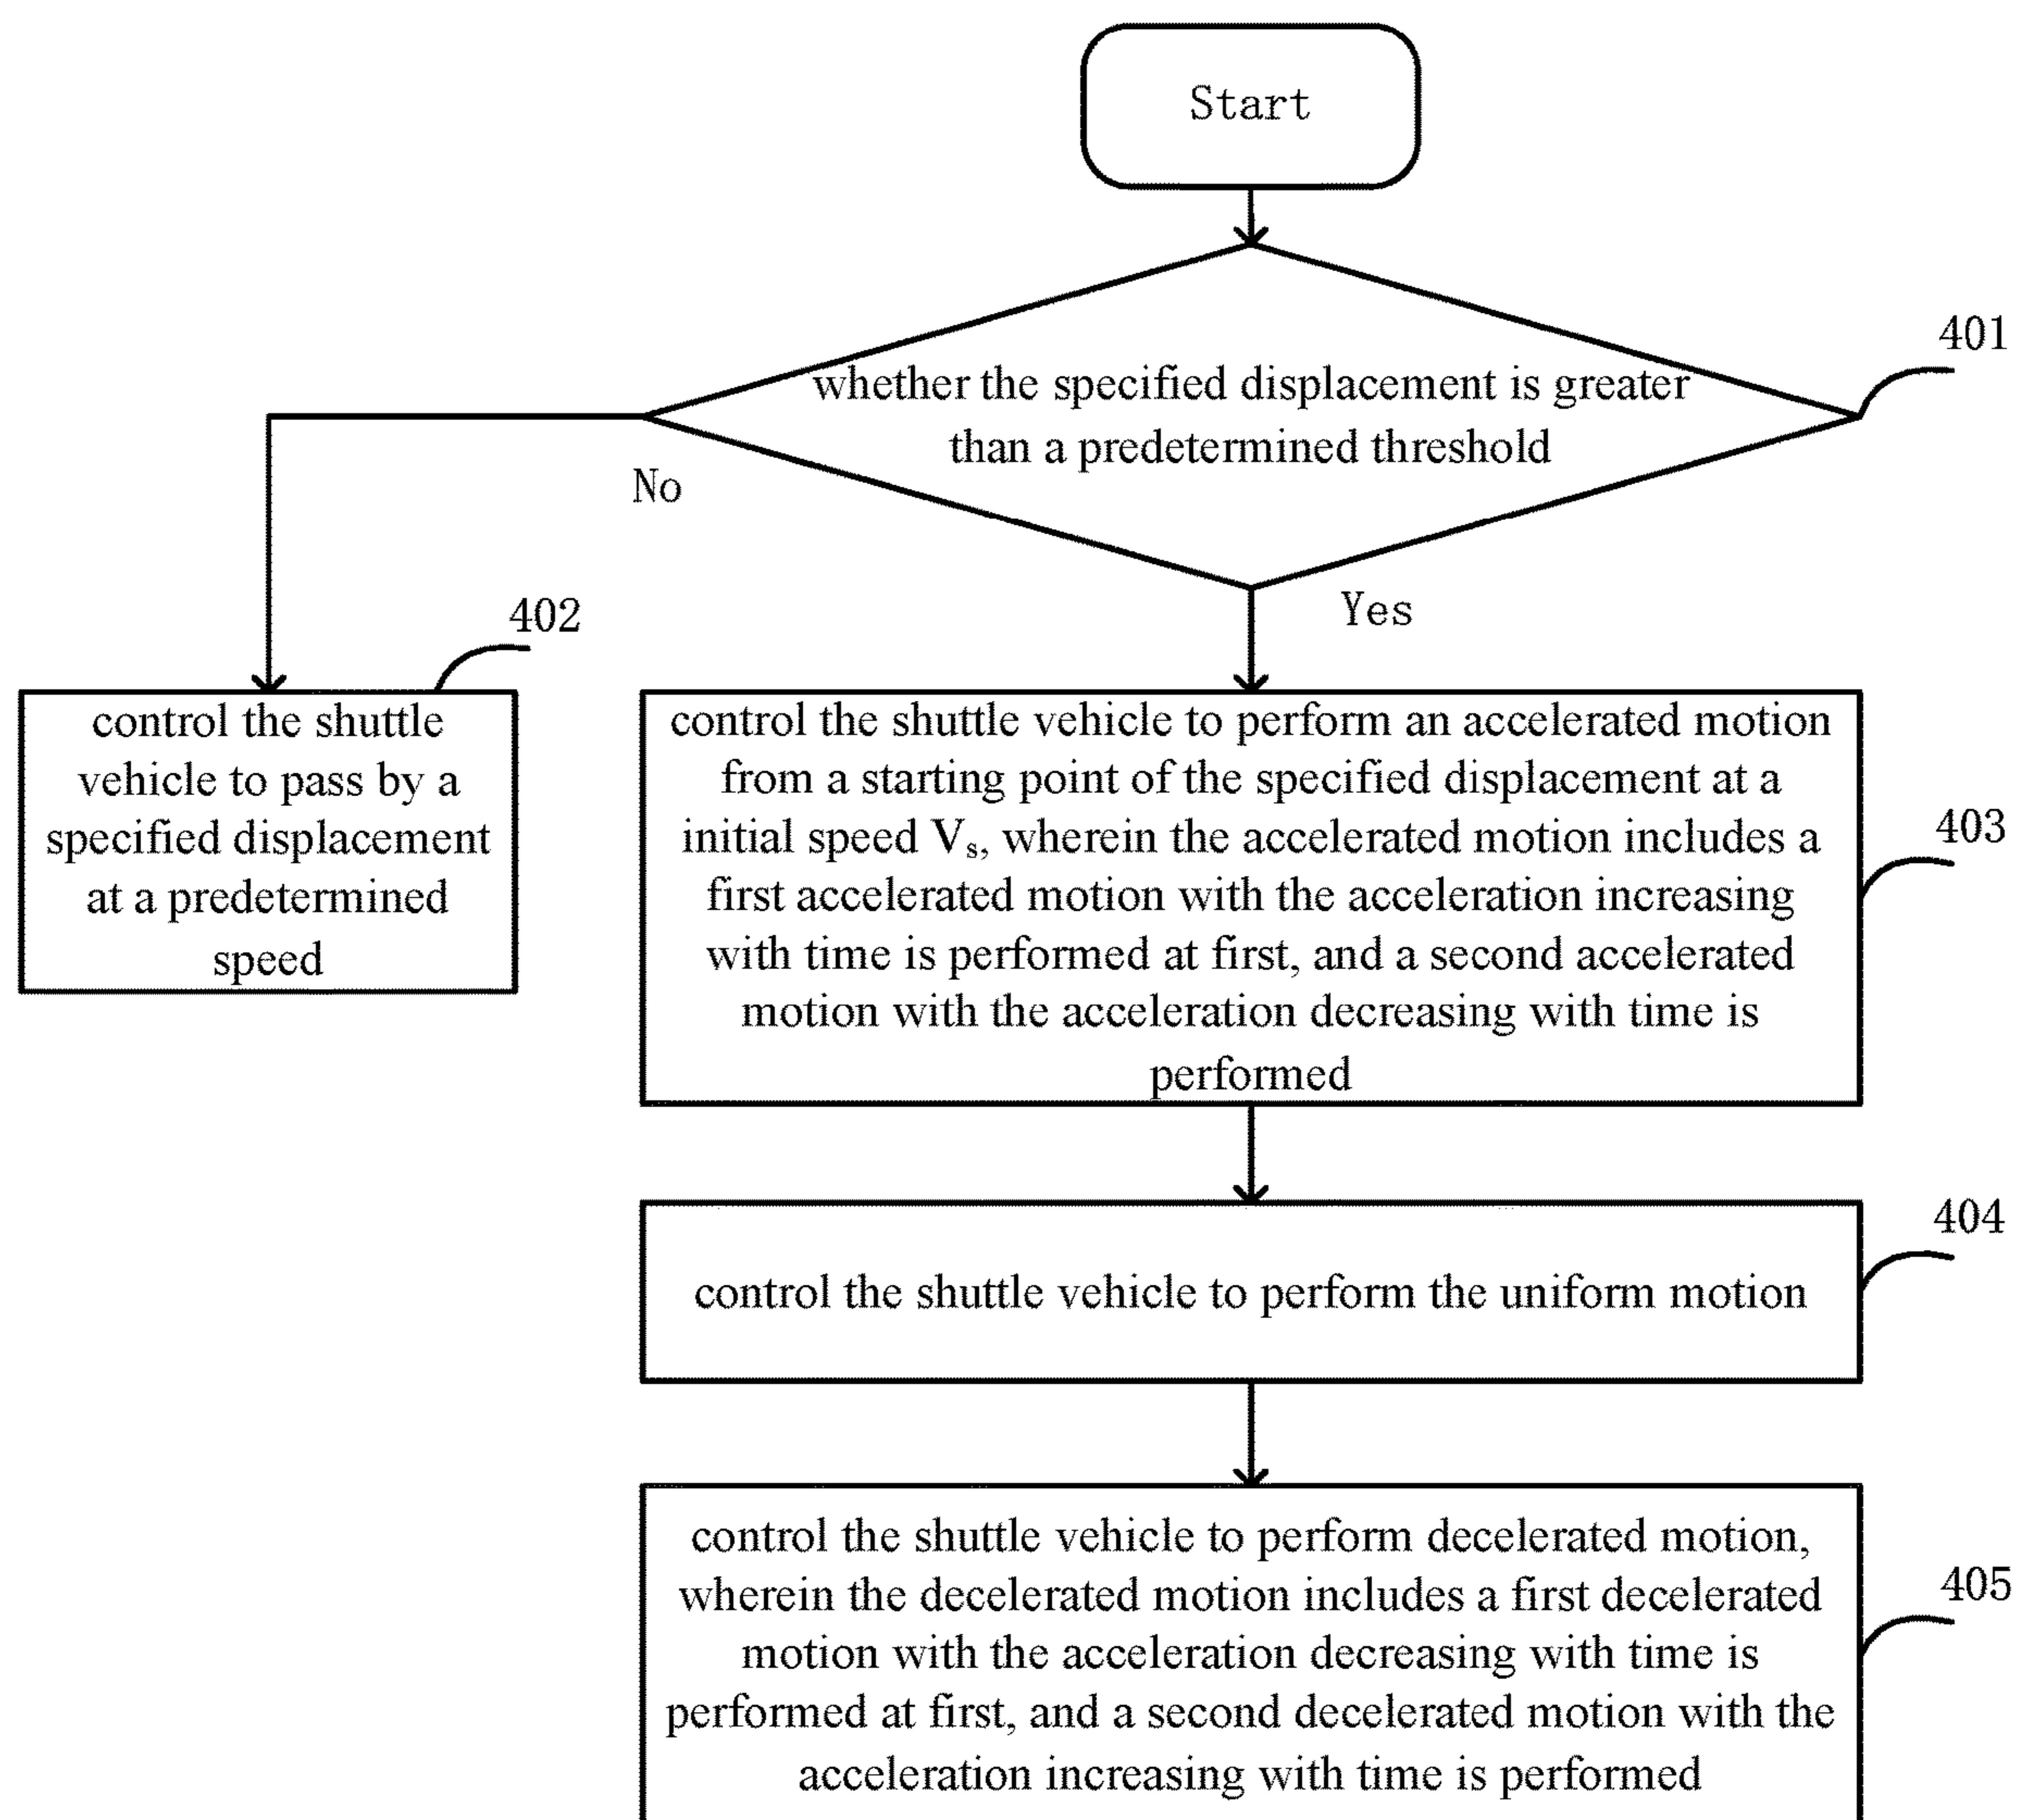 Start
whether the specified displacement is greater
than a predetermined threshold
401
No
Yes
402
control the shuttle
vehicle to pass by a
specified displacement
at a predetermined
speed
control the shuttle vehicle to perform an accelerated motion
from a starting point of the specified displacement at a
initial speed Vs, wherein the accelerated motion includes a
first accelerated motion with the acceleration increasing
with time is performed at first, and a second accelerated
motion with the acceleration decreasing with time is
performed
403
control the shuttle vehicle to perform the uniform motion
404
control the shuttle vehicle to perform decelerated motion,
wherein the decelerated motion includes a first decelerated
motion with the acceleration decreasing with time is
performed at first, and a second decelerated motion with the
acceleration increasing with time is performed
405